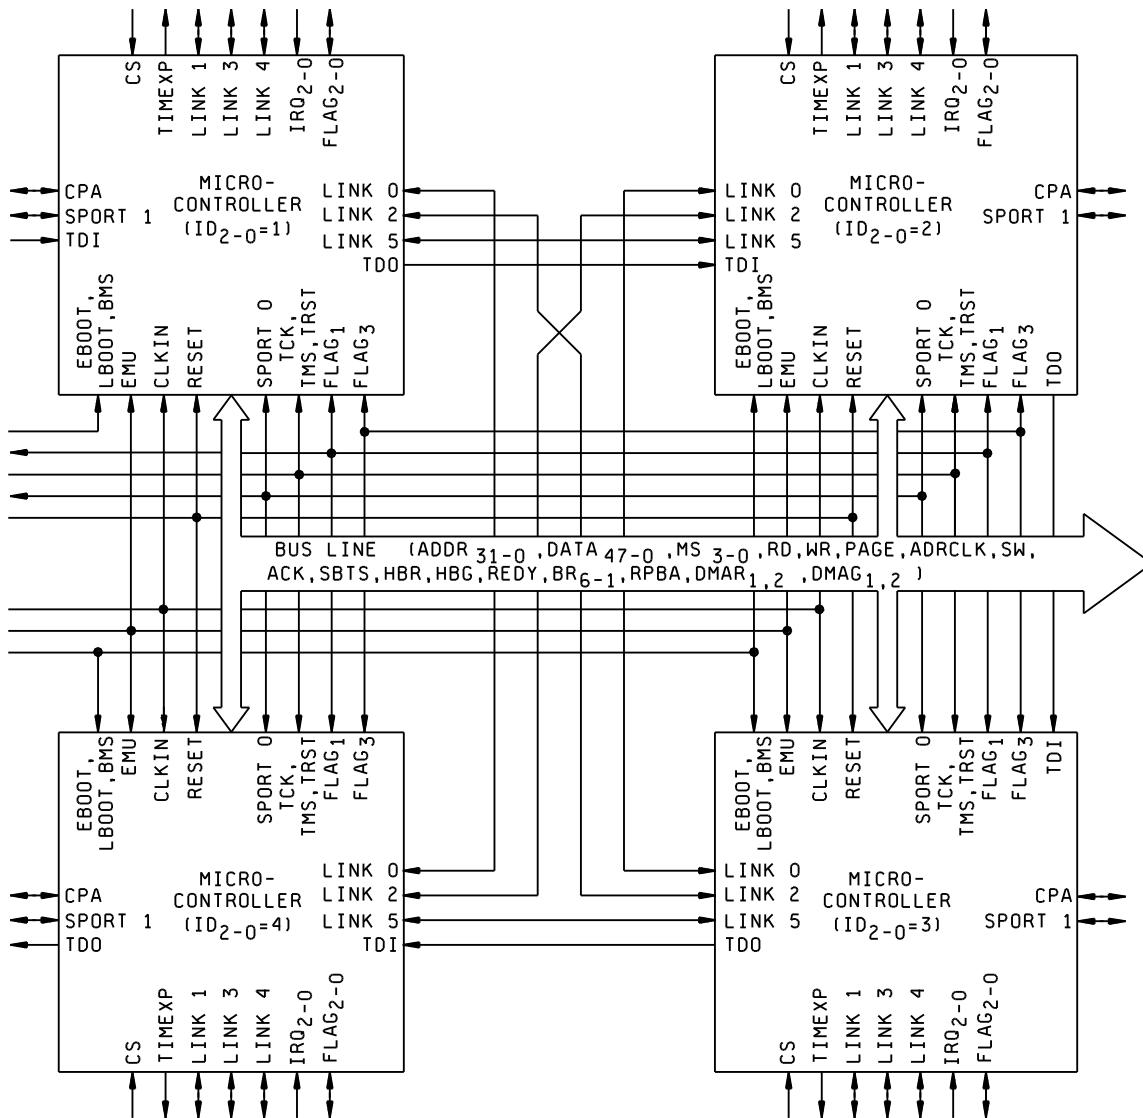 CS
TIMEXP
LINK 1
LINK 3
LINK 4
IRQ2-0
FLAG2-0
CPA
SPORT 1
TDI
MICRO-
CONTROLLER
(ID2-0=1)
LINK 0
LINK 2
LINK 5
TDO
EBOOT,
LBOOT,BMS
EMU
CLKIN
RESET
SPORT 0
TCK,
TMS,TRST
FLAG1
FLAG3
CS
TIMEXP
LINK 1
LINK 3
LINK 4
IRQ2-0
FLAG2-0
LINK 0
LINK 2
LINK 5
TDI
MICRO-
CONTROLLER
(ID2-0=2)
CPA
SPORT 1
EBOOT,
LBOOT,BMS
EMU
CLKIN
RESET
SPORT 0
TCK,
TMS,TRST
FLAG1
FLAG3
TDO
BUS LINE (ADDR 31-0 ,DATA 47-0 ,MS 3-0 ,RD,WR,PAGE,ADRCLK,SW,
ACK,SBTS,HBR,HBG,REDY,BR6-1,RPBA,DMAR1,2 ,DMAG1,2 )
EBOOT,
LBOOT,BMS
EMU
CLKIN
RESET
SPORT 0
TCK,
TMS,TRST
FLAG1
FLAG3
CPA
SPORT 1
TDO
MICRO-
CONTROLLER
(ID2-0=4)
LINK 0
LINK 2
LINK 5
TDI
CS
TIMEXP
LINK 1
LINK 3
LINK 4
IRQ2-0
FLAG2-0
EBOOT,
LBOOT,BMS
EMU
CLKIN
RESET
SPORT 0
TCK,
TMS,TRST
FLAG1
FLAG3
TDI
LINK 0
LINK 2
LINK 5
TDO
MICRO-
CONTROLLER
(ID2-0=3)
CPA
SPORT 1
CS
TIMEXP
LINK 1
LINK 3
LINK 4
IRQ2-0
FLAG2-0